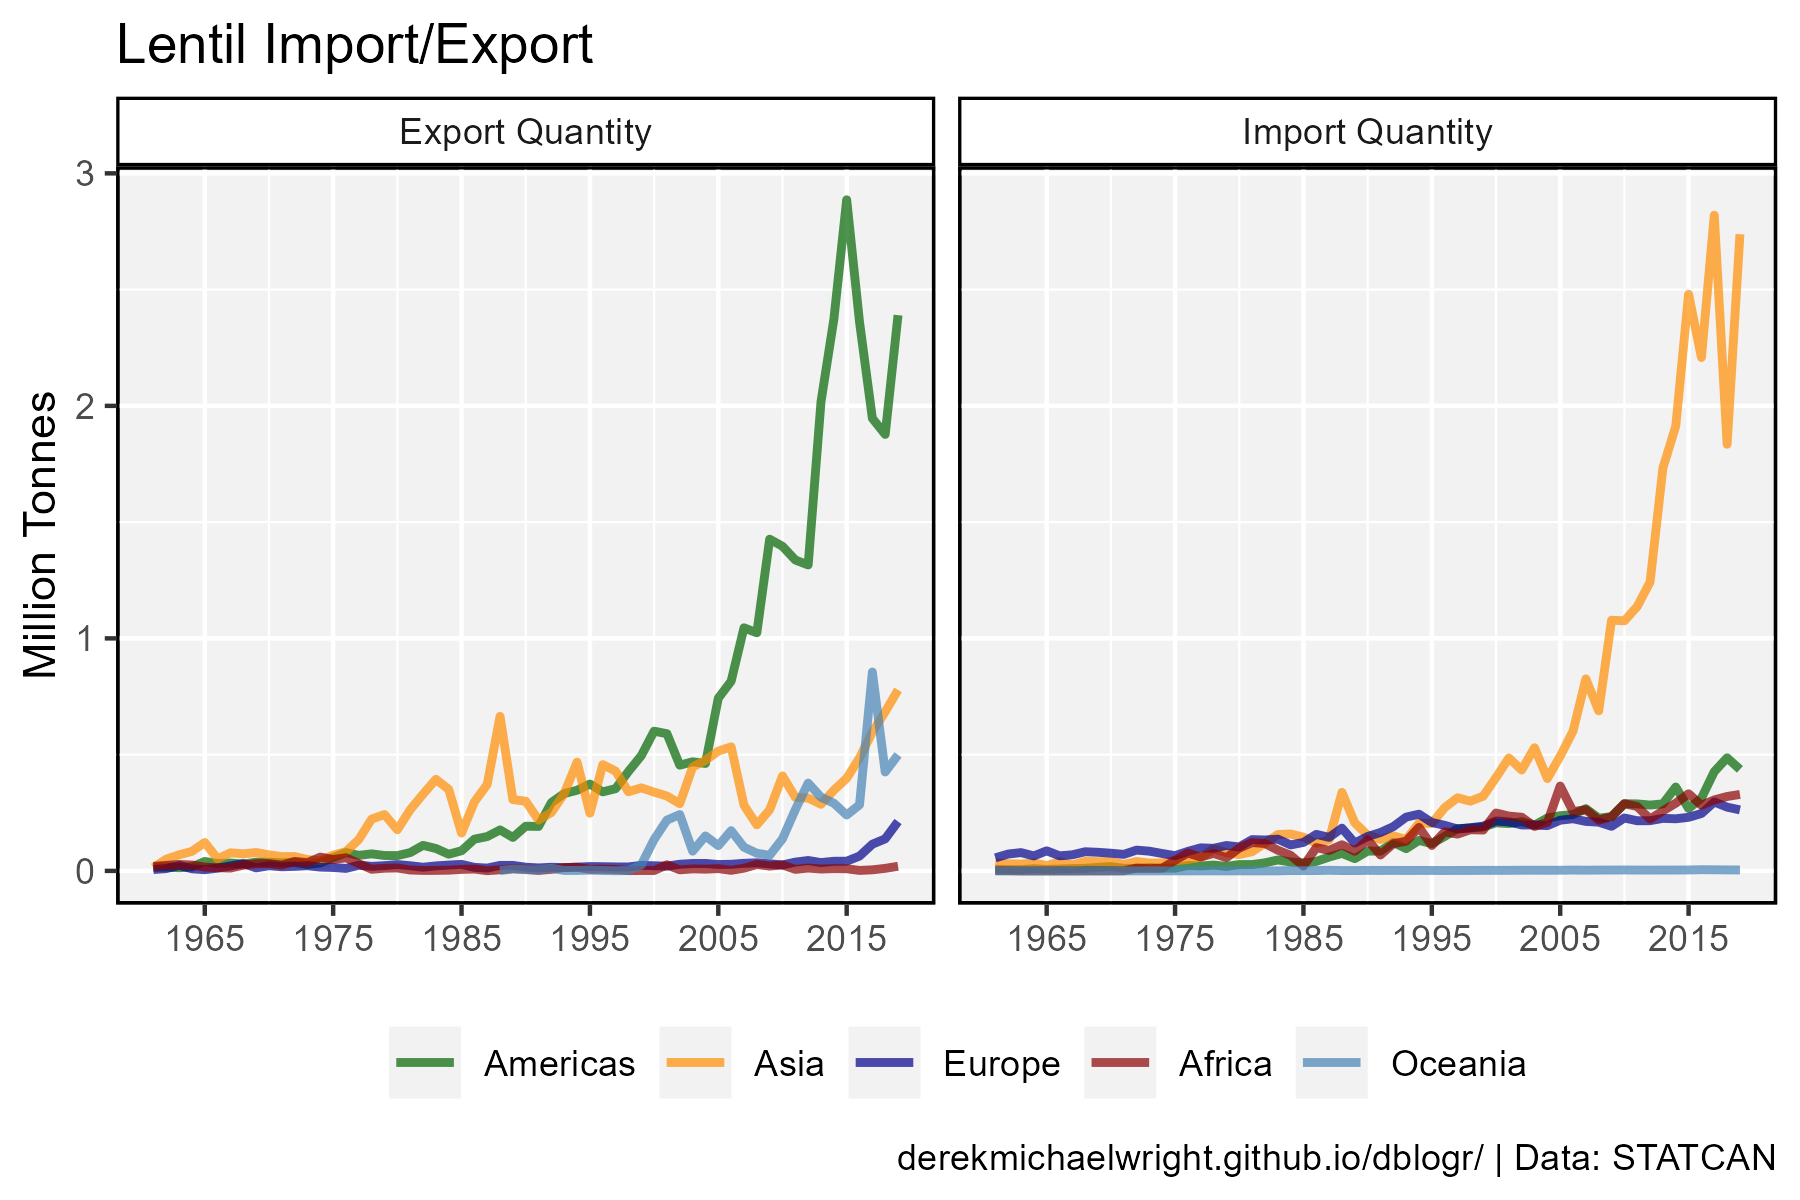 Lentil Import/Export
Export Quantity
Import Quantity
Million Tonnes
3
2
1
0
1965 1975 1985 1995 2005 2015
1965 1975 1985 1995 2005 2015
Americas Asia Europe Africa Oceania
derekmichaelwright.github.io/dblogr/ | Data: STATCAN